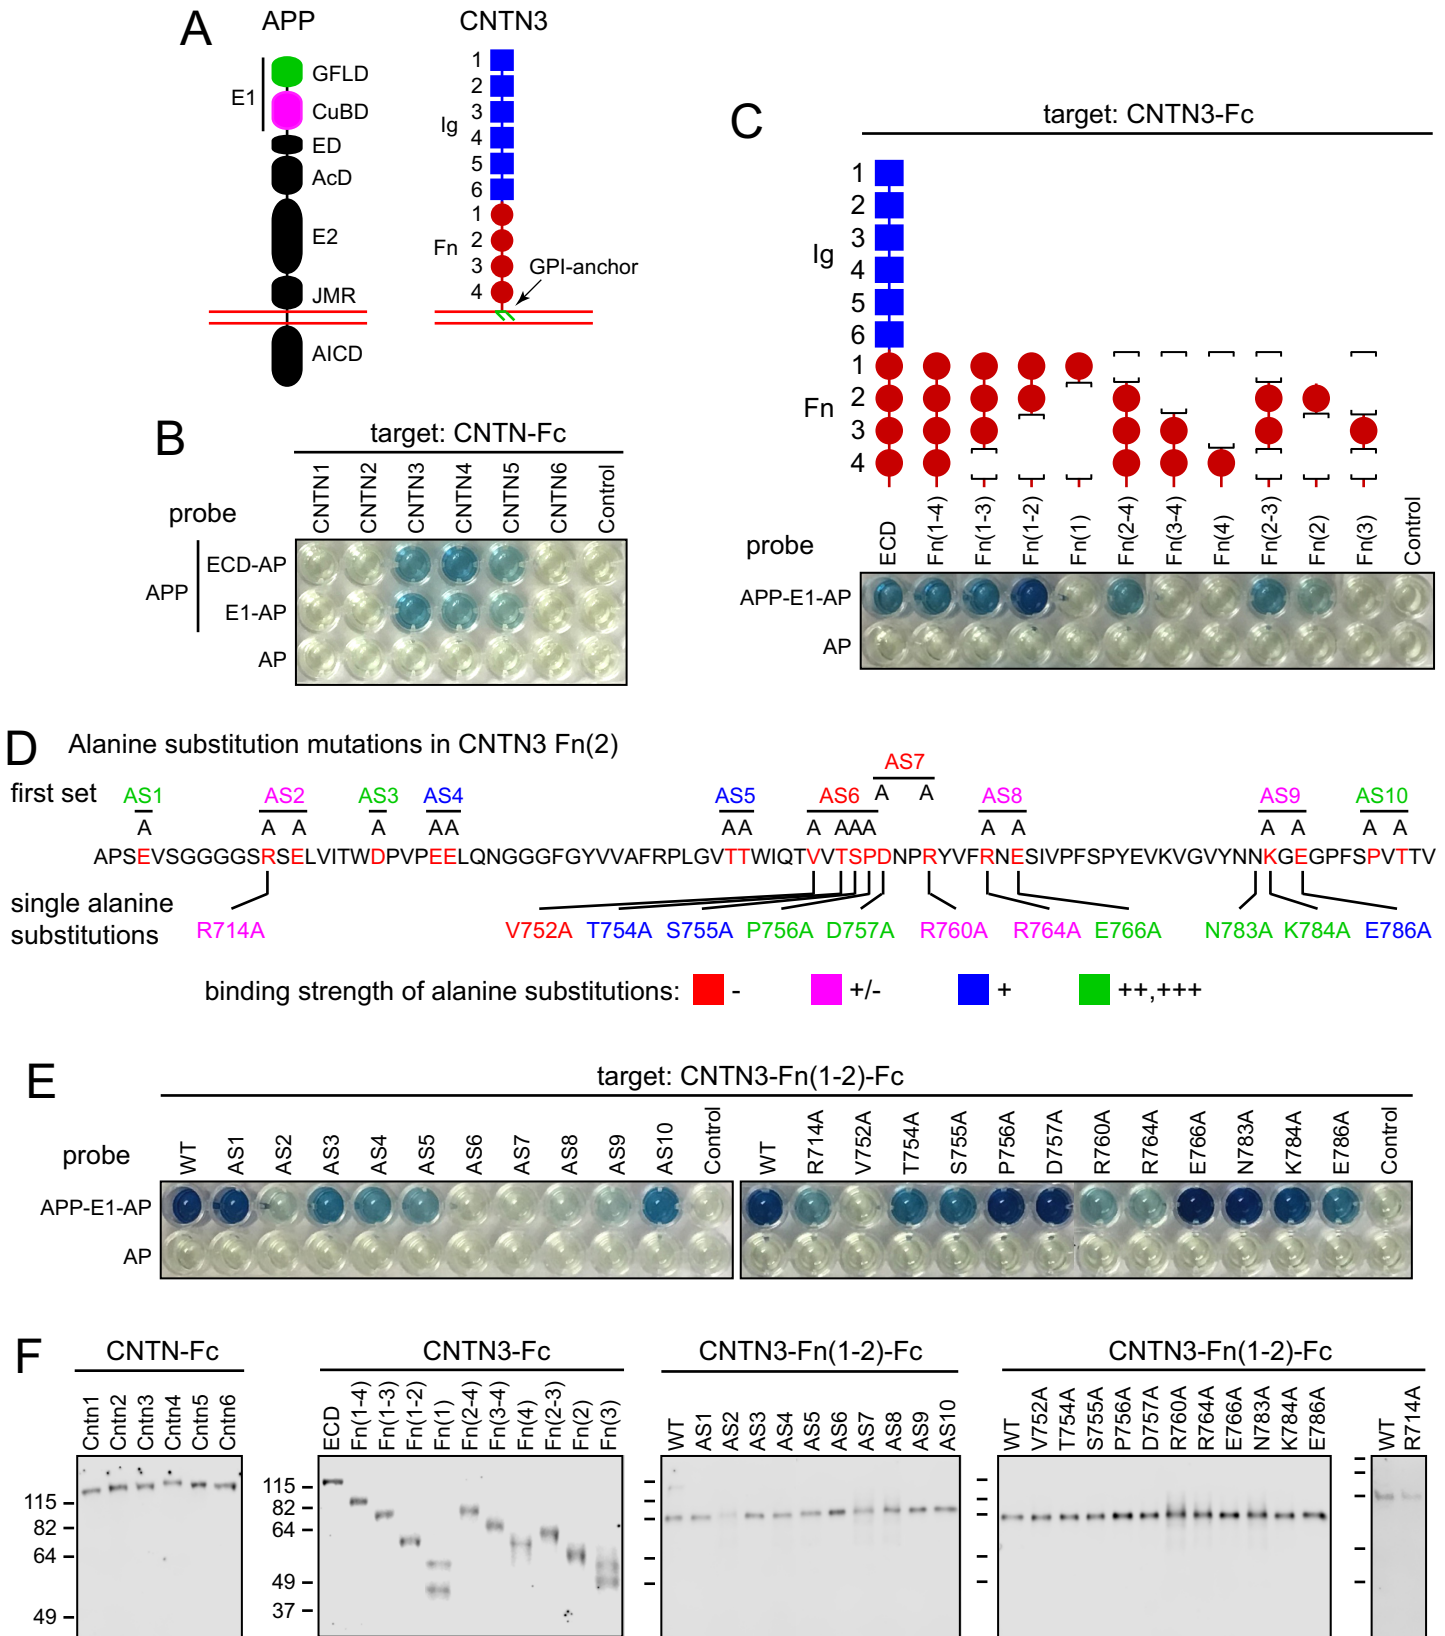 A
APP
CNTN3
E1
GFLD
CuBD
ED
AcD
E2
JMR
AICD
Ig
1
2
3
4
5
6
Fn
1
2
3
4
GPI-anchor
B
target: CNTN-Fc
probe
CNTN1
CNTN2
CNTN3
CNTN4
CNTN5
CNTN6
Control
APP
ECD-AP
E1-AP
AP
C
target: CNTN3-Fc
Ig
1
2
3
4
5
6
Fn
1
2
3
4
probe
ECD
Fn(1-4)
Fn(1-3)
Fn(1-2)
Fn(1)
Fn(2-4)
Fn(3-4)
Fn(4)
Fn(2-3)
Fn(2)
Fn(3)
Control
APP-E1-AP
AP
D
Alanine substitution mutations in CNTN3 Fn(2)
first set
AS1 AS2 AS3 AS4 AS5 AS6 AS7 AS8 AS9 AS10
A A A A AA AA A AAA A A A A A A A A
APSEVSGGGGSRSELVITWDPVPEELQNGGGFGYVVAFRPLGVTTWIQTVVTSPDNPRYVFRNESIVPFSPYEVKVGVYNNKGEGPFSPVTTV
single alanine
substitutions
R714A V752A T754A S755A P756A D757A R760A R764A E766A N783A K784A E786A
binding strength of alanine substitutions: - +/- + ++,+++
E
target: CNTN3-Fn(1-2)-Fc
probe
WT
AS1
AS2
AS3
AS4
AS5
AS6
AS7
AS8
AS9
AS10
Control
WT
R714A
V752A
T754A
S755A
P756A
D757A
R760A
R764A
E766A
N783A
K784A
E786A
Control
APP-E1-AP
AP
F
CNTN-Fc
Cntn1
Cntn2
Cntn3
Cntn4
Cntn5
Cntn6
115
82
64
49
CNTN3-Fc
ECD
Fn(1-4)
Fn(1-3)
Fn(1-2)
Fn(1)
Fn(2-4)
Fn(3-4)
Fn(4)
Fn(2-3)
Fn(2)
Fn(3)
115
82
64
49
37
CNTN3-Fn(1-2)-Fc
WT
AS1
AS2
AS3
AS4
AS5
AS6
AS7
AS8
AS9
AS10
CNTN3-Fn(1-2)-Fc
WT
V752A
T754A
S755A
P756A
D757A
R760A
R764A
E766A
N783A
K784A
E786A
WT
R714A